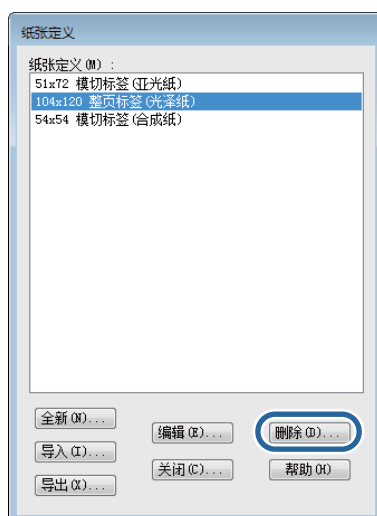 纸张定义
纸张定义(M) :
51x72 模切标签(亚光纸)
104x120 整页标签(光泽纸)
54x54 模切标签(合成纸)
全新(N)...
编辑(E)...
删除(D)...
导入(I)...
关闭(C)...
帮助(H)
导出(X)...